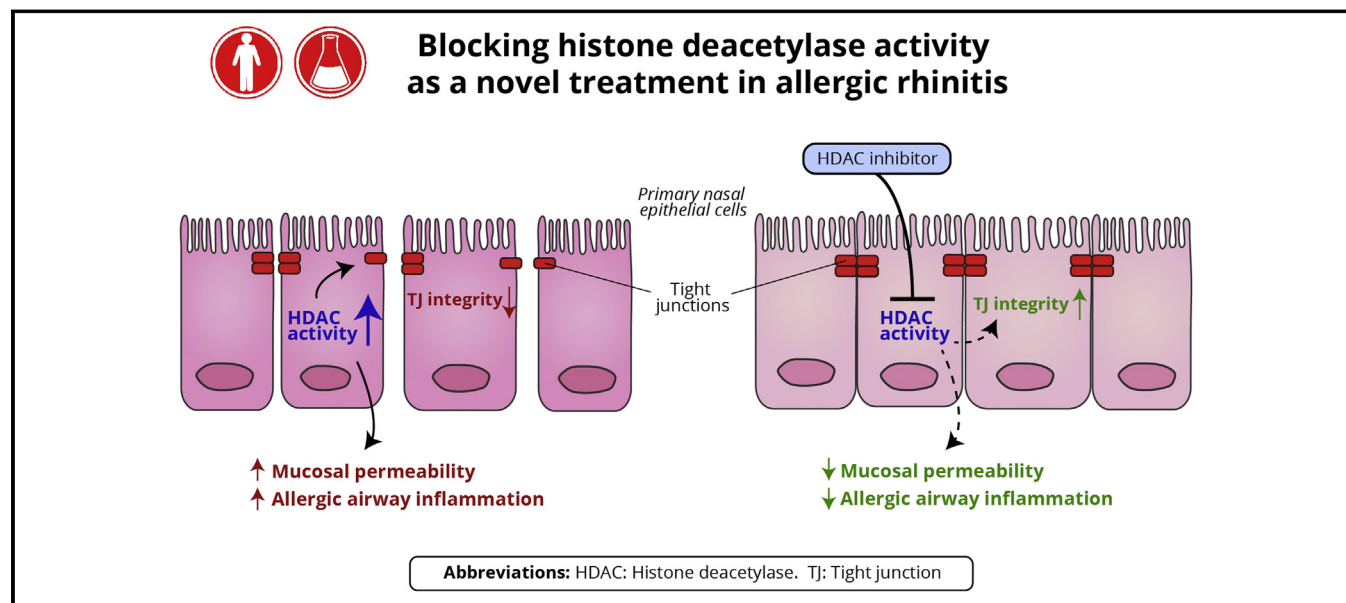 Blocking histone deacetylase activity
as a novel treatment in allergic rhinitis
HDAC inhibitor
Primary nasal
epithelial cells
TJ integrity
HDAC
activity
Tight
junctions
TJ integrity
HDAC
activity
Mucosal permeability
Allergic airway inflammation
Mucosal permeability
Allergic airway inflammation
Abbreviations: HDAC: Histone deacetylase. TJ: Tight junction